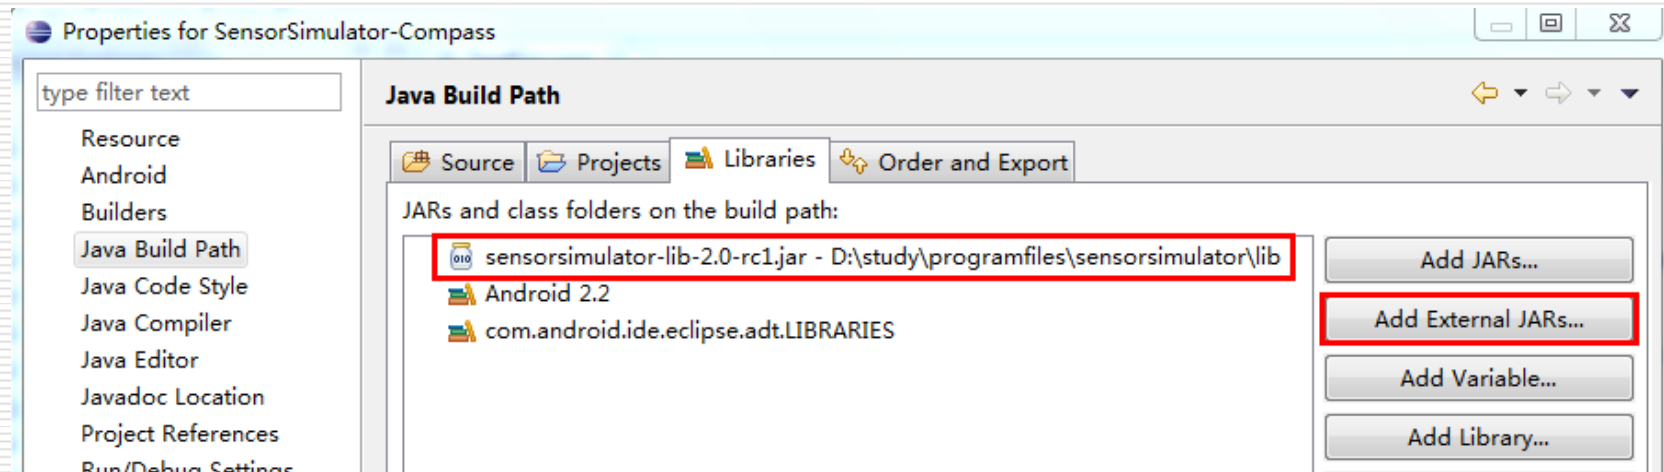 Properties for SensorSimulator-Compass
type filter text
Resource
Android
Builders
Java Build Path
Java Code Style
Java Compiler
Java Editor
Javadoc Location
Project References
Run/Debug Settings
Java Build Path
Source
Projects
Libraries
Order and Export
JARs and class folders on the build path:
sensorsimulator-lib-2.0-rc1.jar - D:\study\programfiles\sensorsimulator\lib
Android 2.2
com.android.ide.eclipse.adt.LIBRARIES
Add JARs...
Add External JARs...
Add Variable...
Add Library...